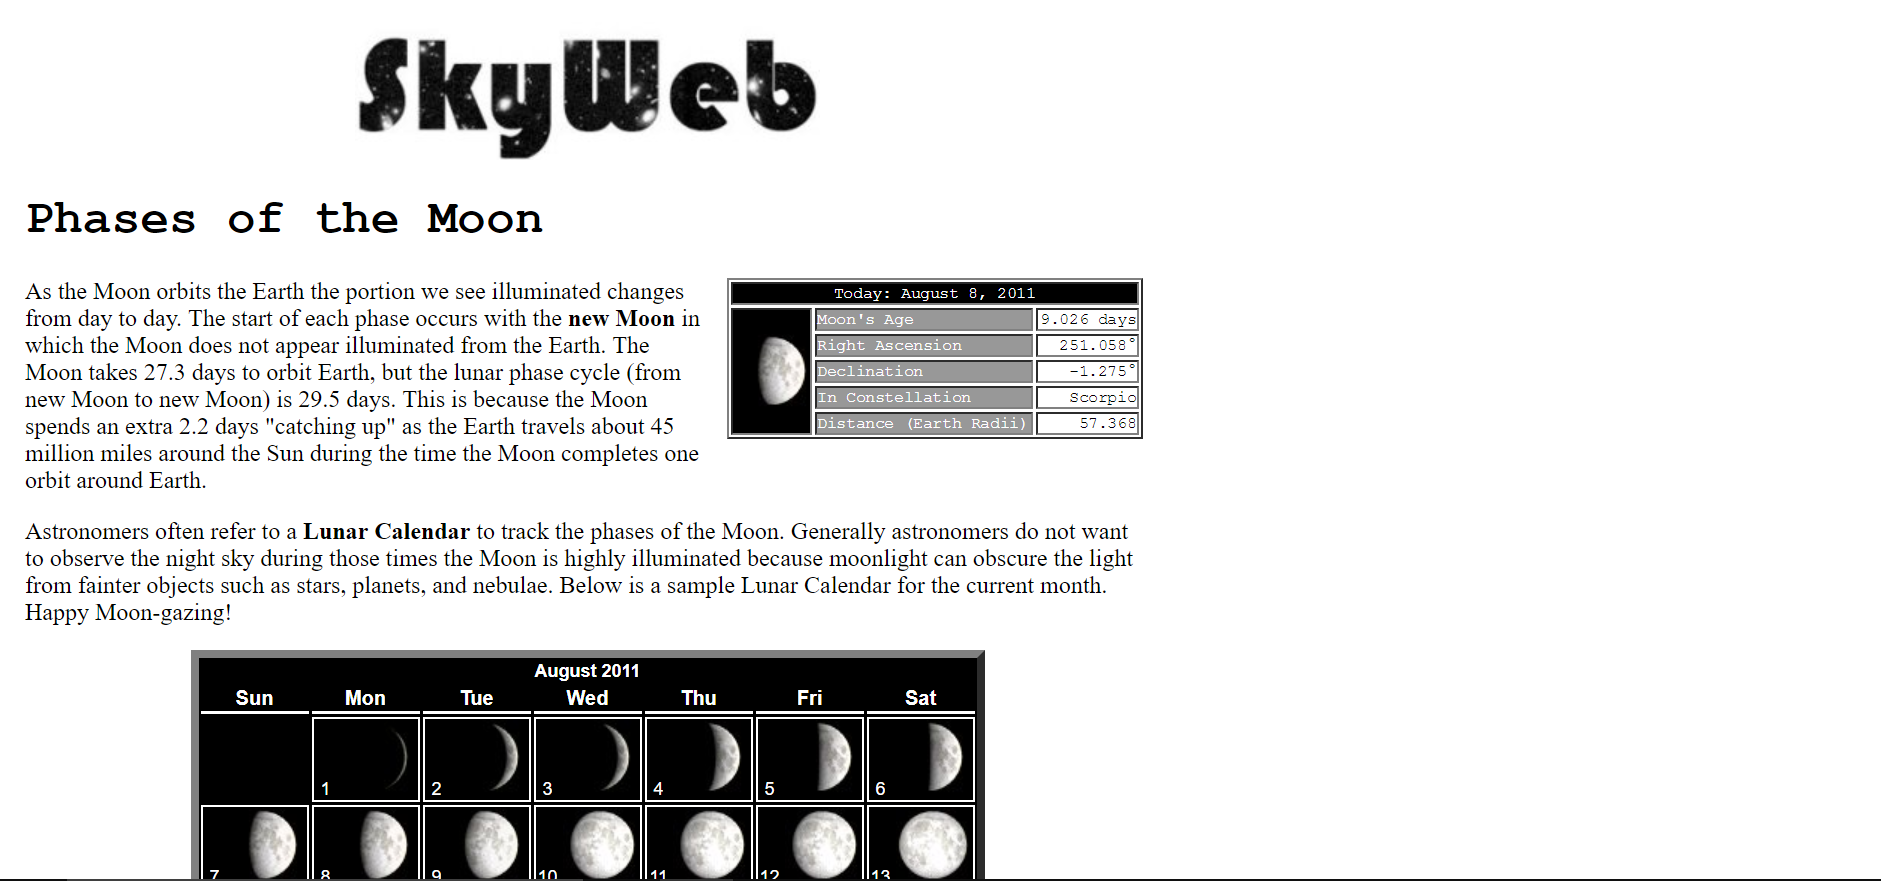 SkyWeb
Phases of the Moon
As the Moon orbits the Earth the portion we see illuminated changes
from day to day. The start of each phase occurs with the new Moon in
which the Moon does not appear illuminated from the Earth. The
Moon takes 27.3 days to orbit Earth, but the lunar phase cycle (from
new Moon to new Moon) is 29.5 days. This is because the Moon
spends an extra 2.2 days "catching up" as the Earth travels about 45
million miles around the Sun during the time the Moon completes one
orbit around Earth.
Today: August 8, 2011
Moon's Age 9.026 days
Right Ascension 251.058°
Declination -1.275°
In Constellation Scorpio
Distance (Earth Radii) 57.368
Astronomers often refer to a Lunar Calendar to track the phases of the Moon. Generally astronomers do not want
to observe the night sky during those times the Moon is highly illuminated because moonlight can obscure the light
from fainter objects such as stars, planets, and nebulae. Below is a sample Lunar Calendar for the current month.
Happy Moon-gazing!
August 2011
Sun Mon Tue Wed Thu Fri Sat
1 2 3 4 5 6
7 8 9 10 11 12 13